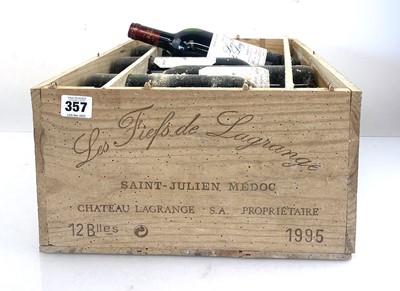 357
Les Fiefs de Lagrange
SAINT-JULIEN, MÉDOC
CHATEAU LAGRANGE S.A. PROPRIÉTAIRE
12 Blles 1995